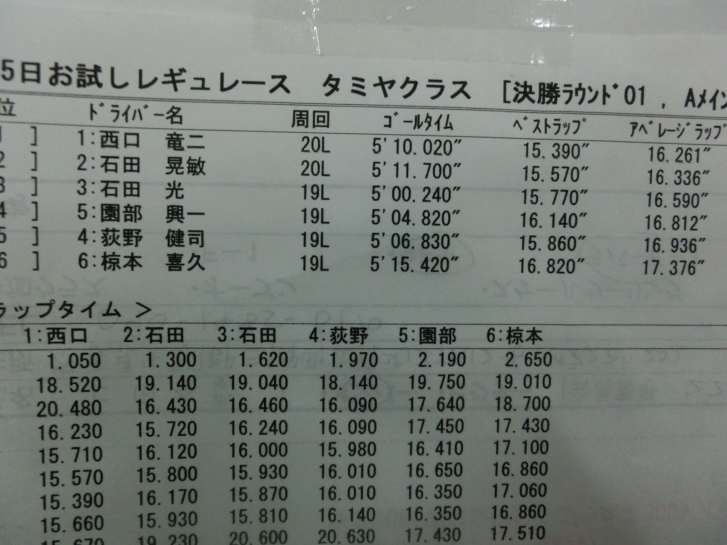 5日お試しレギュレース タミヤクラス [決勝ラウンド01 , Aメイン
位 ドライバー名 周回 ゴールタイム ベストラップ アベレージラップ
1 ] 1:西口 竜二 20L 5'10.020" 15.390" 16.261"
2 ] 2:石田 晃敏 20L 5'11.700" 15.570" 16.336"
3 ] 3:石田 光 19L 5'00.240" 15.770" 16.590"
4 ] 5:園部 興一 19L 5'04.820" 16.140" 16.812"
5 ] 4:荻野 健司 19L 5'06.830" 15.860" 16.936"
6 ] 6:椋本 喜久 19L 5'15.420" 16.820" 17.376"
ラップタイム >
1:西口 2:石田 3:石田 4:荻野 5:園部 6:椋本
1.050 1.300 1.620 1.970 2.190 2.650
18.520 19.140 19.040 18.140 19.750 19.010
20.480 16.430 16.460 16.090 17.640 18.700
16.230 15.720 16.240 16.090 17.450 17.430
15.710 16.120 16.000 15.980 16.410 17.100
15.570 15.800 15.930 16.010 16.650 16.860
15.390 16.170 15.870 16.010 16.350 17.060
15.660 15.930 15.810 16.140 16.350 16.860
15.670 19.230 20.600 20.630 17.430 17.510